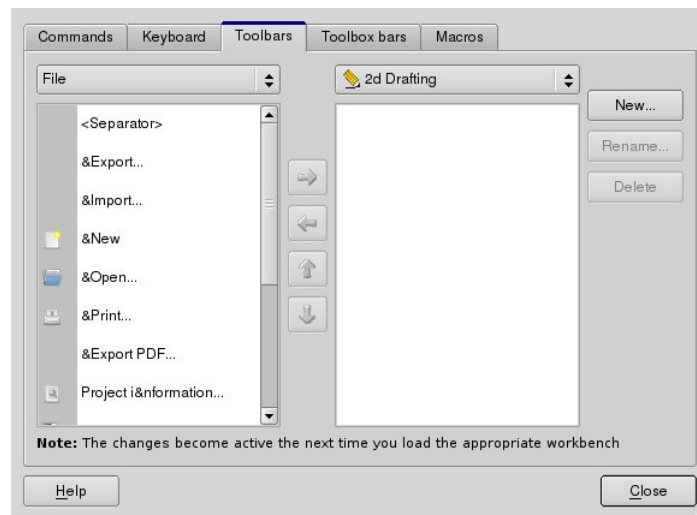 Commands Keyboard Toolbars Toolbox bars Macros
File
2d Drafting
New...
Rename...
Delete
<Separator>
&Export...
&Import...
&New
&Open...
&Print...
&Export PDF...
Project i&nformation...
Note: The changes become active the next time you load the appropriate workbench
Help
Close